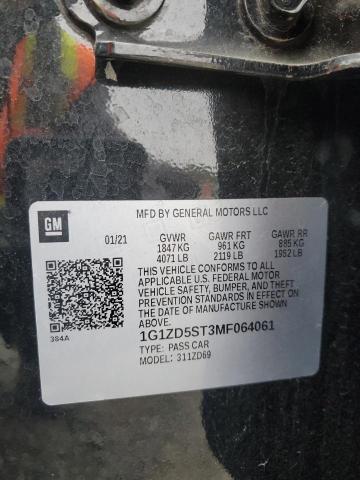 MFD BY GENERAL MOTORS LLC
GM
01/21 GVWR GAWR FRT GAWR RR
1847 KG 961 KG 885 KG
4071 LB 2119 LB 1952 LB
THIS VEHICLE CONFORMS TO ALL
APPLICABLE U.S. FEDERAL MOTOR
VEHICLE SAFETY, BUMPER, AND THEFT
PREVENTION STANDARDS IN EFFECT ON
THE DATE OF MANUFACTURE SHOWN
ABOVE.
384A
1G1ZD5ST3MF064061
TYPE: PASS CAR
MODEL: 311ZD69